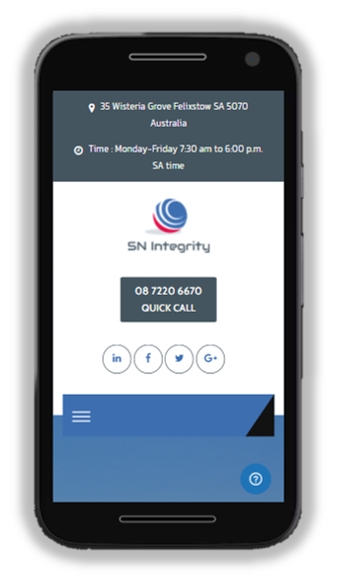 35 Wisteria Grove Felixstow SA 5070
Australia
Time : Monday-Friday 7:30 am to 6:00 p.m.
SA time
SN Integrity
08 7220 6670
QUICK CALL
in f G+
?